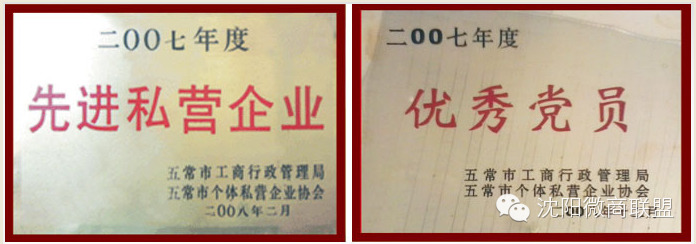 二00七年度
先进私营企业
五常市工商行政管理局
五常市个体私营企业协会
二00八年二月
二00七年度
优秀党员
五常市工商行政管理局
五常市个体私营企业协会
沈阳微商联盟